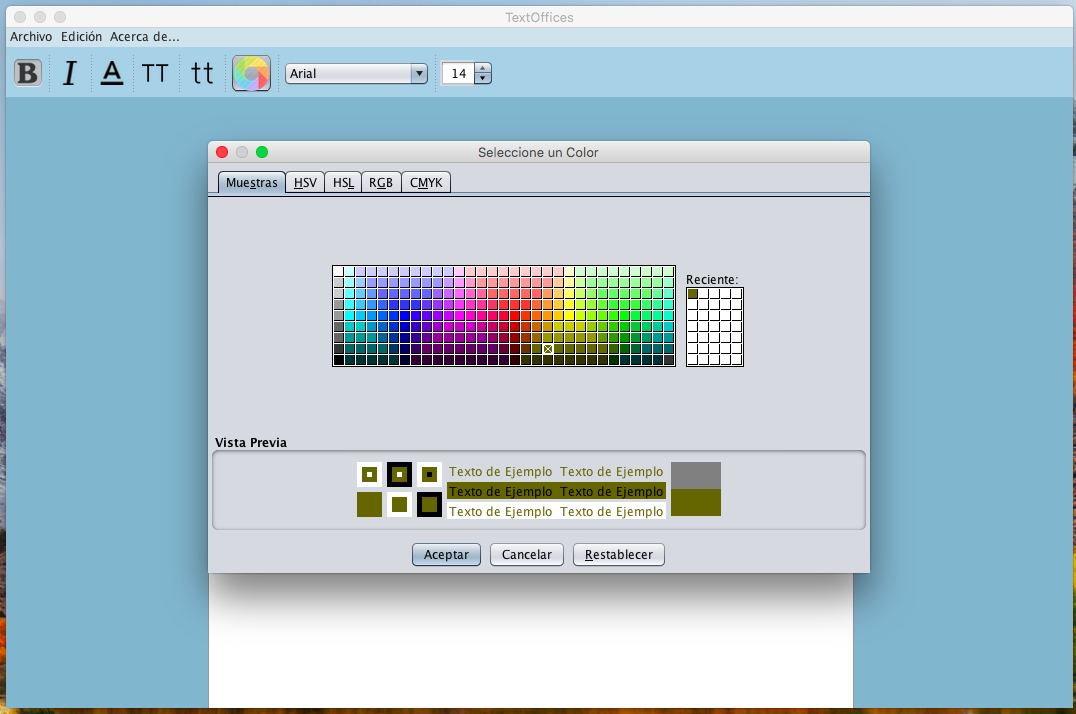 TextOffices
Archivo Edición Acerca de...
B I A TT tt Arial 14
Seleccione un Color
Muestras HSV HSL RGB CMYK
Reciente:
Vista Previa
Texto de Ejemplo Texto de Ejemplo
Texto de Ejemplo Texto de Ejemplo
Texto de Ejemplo Texto de Ejemplo
Aceptar Cancelar Restablecer